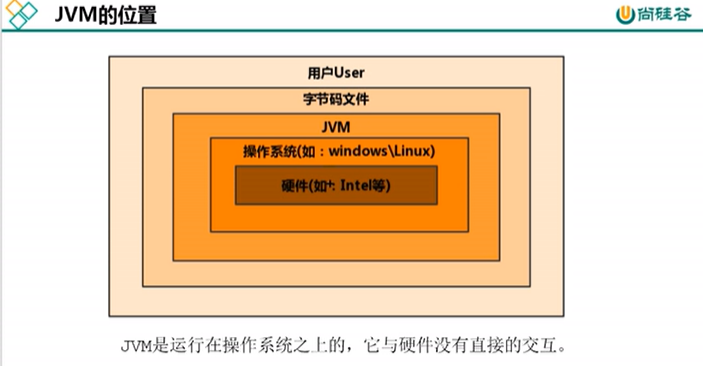 JVM的位置
尚硅谷
用户User
字节码文件
JVM
操作系统(如：windows\Linux)
硬件(如：Intel等)
JVM是运行在操作系统之上的，它与硬件没有直接的交互。